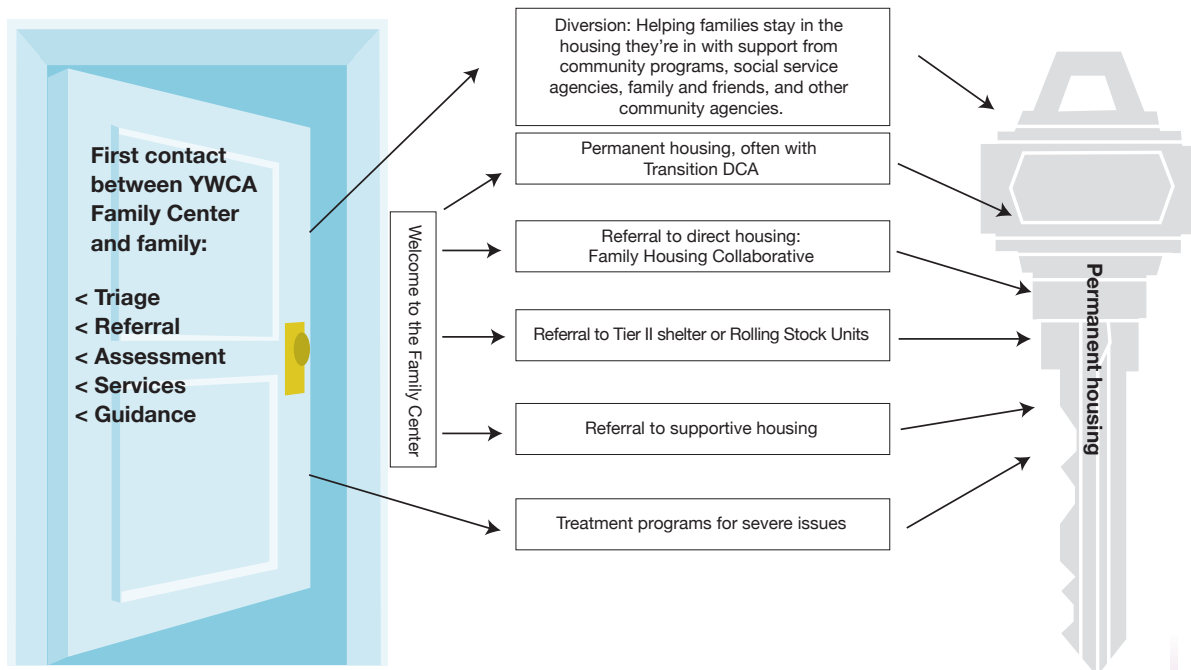 First contact
between YWCA
Family Center
and family:
< Triage
< Referral
< Assessment
< Services
< Guidance
Welcome to the Family Center
Diversion: Helping families stay in the
housing they’re in with support from
community programs, social service
agencies, family and friends, and other
community agencies.
Permanent housing, often with
Transition DCA
Referral to direct housing:
Family Housing Collaborative
Referral to Tier II shelter or Rolling Stock Units
Referral to supportive housing
Treatment programs for severe issues
Permanent housing